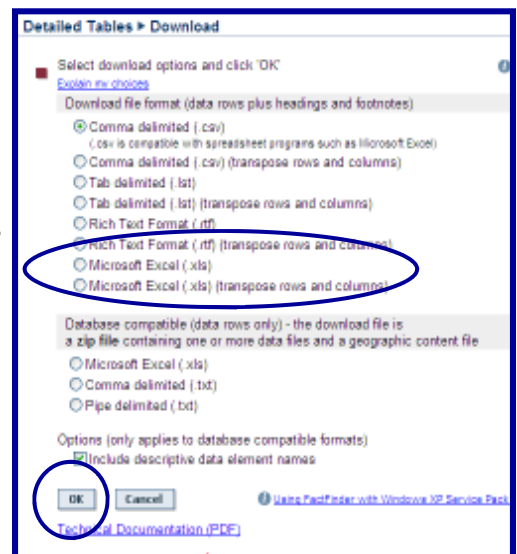 Detailed Tables ▶ Download
Select download options and click 'OK'
Explain my choices
Download file format (data rows plus headings and footnotes)
Comma delimited (.csv)
(.csv is compatible with spreadsheet programs such as Microsoft Excel)
Comma delimited (.csv) (transpose rows and columns)
Tab delimited (.lst)
Tab delimited (.lst) (transpose rows and columns)
Rich Text Format (.rtf)
Rich Text Format (.rtf) (transpose rows and columns)
Microsoft Excel (.xls)
Microsoft Excel (.xls) (transpose rows and columns)
Database compatible (data rows only) - the download file is
a zip file containing one or more data files and a geographic content file
Microsoft Excel (.xls)
Comma delimited (.txt)
Pipe delimited (.txt)
Options (only applies to database compatible formats)
Include descriptive data element names
OK Cancel Using FactFinder with Windows XP Service Pack
Technical Documentation (PDF)